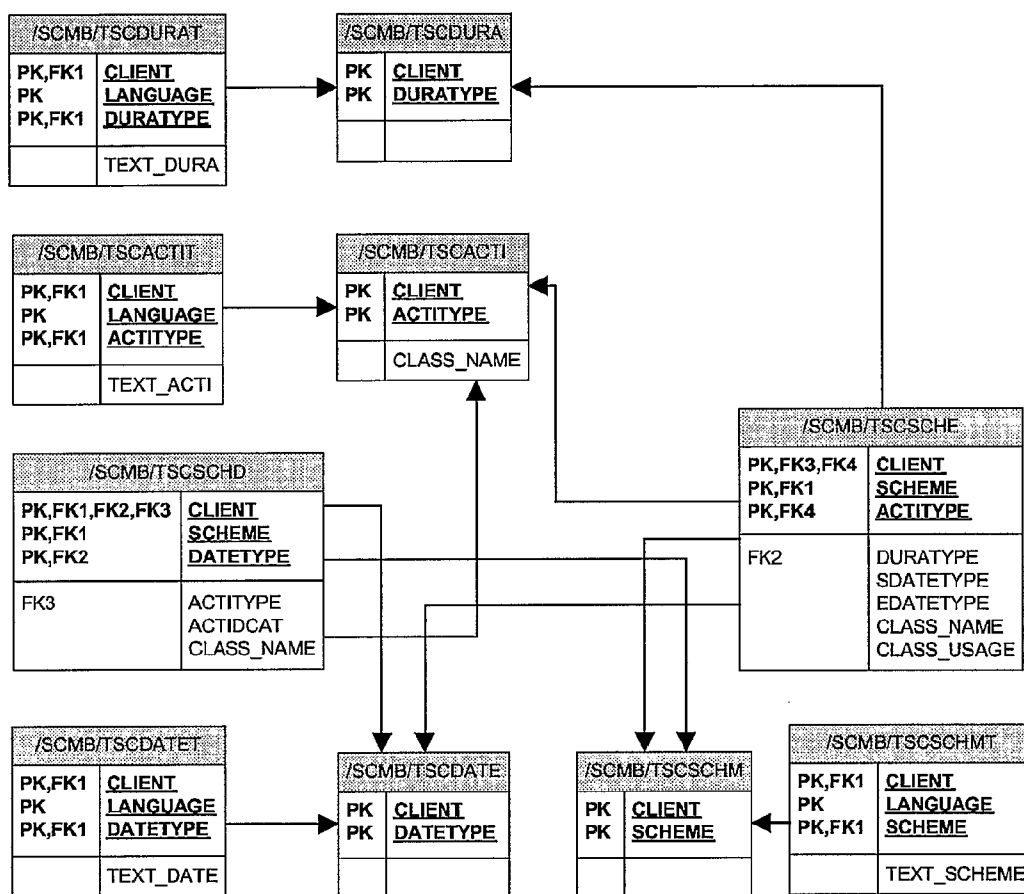 /SCMB/TSCDURAT
PK,FK1 CLIENT
PK LANGUAGE
PK,FK1 DURATYPE
TEXT_DURA
/SCMB/TSCDURA
PK CLIENT
PK DURATYPE
/SCMB/TSCACTIT
PK,FK1 CLIENT
PK LANGUAGE
PK,FK1 ACTITYPE
TEXT_ACTI
/SCMB/TSCACTI
PK CLIENT
PK ACTITYPE
CLASS_NAME
/SCMB/TSCSCHE
PK,FK3,FK4 CLIENT
PK,FK1 SCHEME
PK,FK4 ACTITYPE
FK2 DURATYPE
SDATETYPE
EDATETYPE
CLASS_NAME
CLASS_USAGE
/SCMB/TSCSCHD
PK,FK1,FK2,FK3 CLIENT
PK,FK1 SCHEME
PK,FK2 DATETYPE
FK3 ACTITYPE
ACTIDCAT
CLASS_NAME
/SCMB/TSCDATET
PK,FK1 CLIENT
PK LANGUAGE
PK,FK1 DATETYPE
TEXT_DATE
/SCMB/TSCDATE
PK CLIENT
PK DATETYPE
/SCMB/TSCSCHM
PK CLIENT
PK SCHEME
/SCMB/TSCSCHMT
PK,FK1 CLIENT
PK LANGUAGE
PK,FK1 SCHEME
TEXT_SCHEME